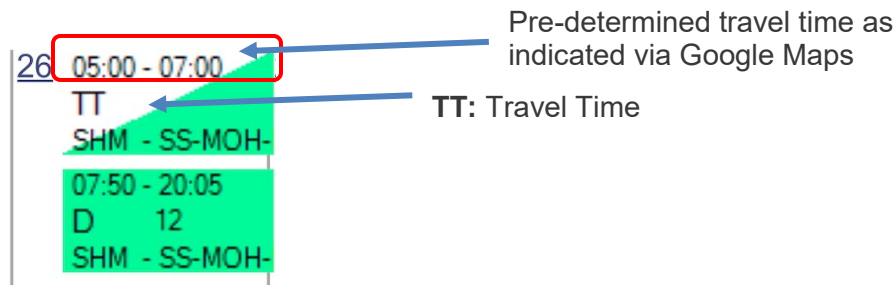 Pre-determined travel time as
indicated via Google Maps
26 05:00 - 07:00
TT
TT: Travel Time
SHM - SS-MOH-
07:50 - 20:05
D 12
SHM - SS-MOH-